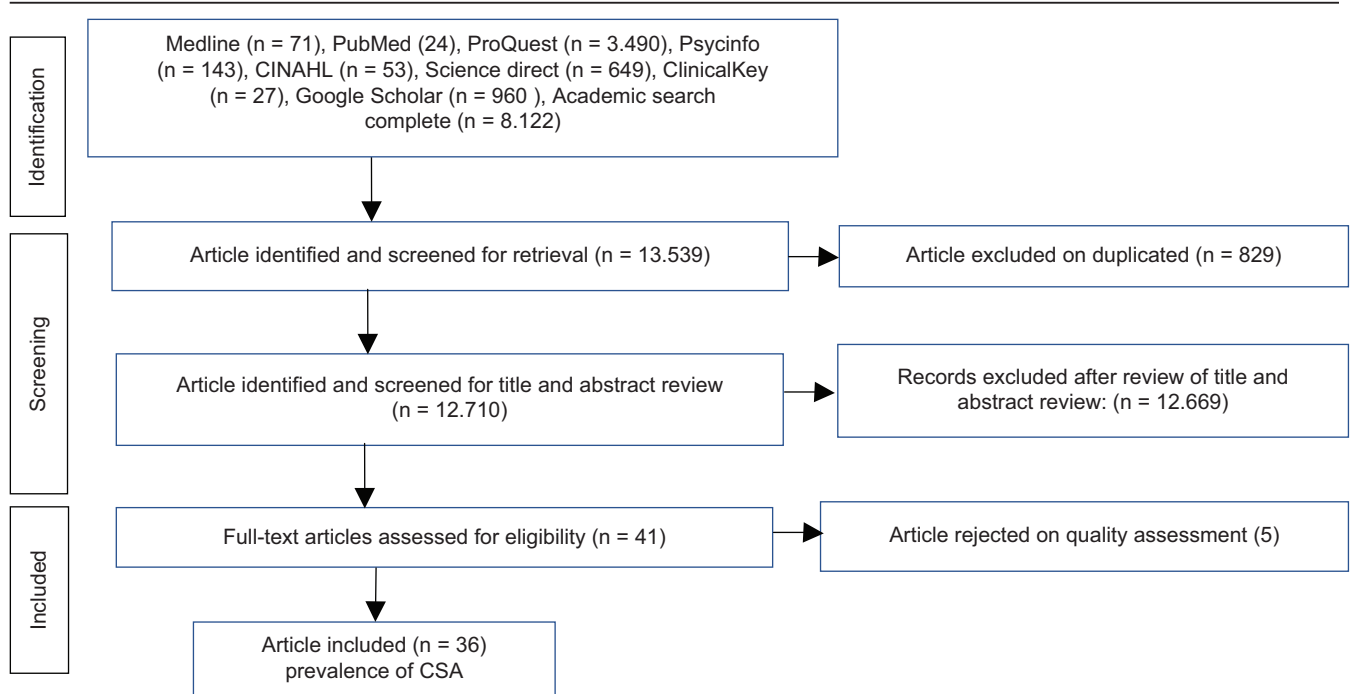 Identification
Medline (n = 71), PubMed (24), ProQuest (n = 3.490), Psycinfo
(n = 143), CINAHL (n = 53), Science direct (n = 649), ClinicalKey
(n = 27), Google Scholar (n = 960 ), Academic search
complete (n = 8.122)
Screening
Article identified and screened for retrieval (n = 13.539)
Article excluded on duplicated (n = 829)
Article identified and screened for title and abstract review
(n = 12.710)
Records excluded after review of title and
abstract review: (n = 12.669)
Included
Full-text articles assessed for eligibility (n = 41)
Article rejected on quality assessment (5)
Article included (n = 36)
prevalence of CSA